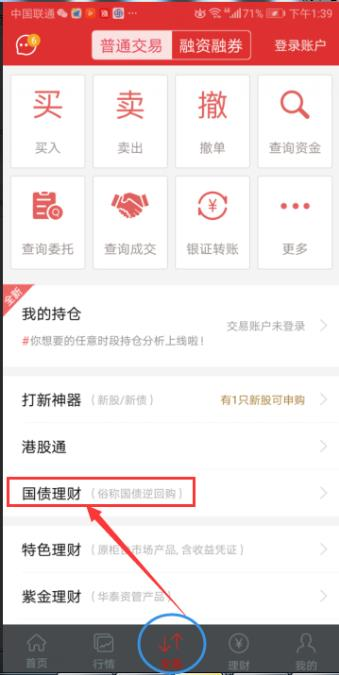 中国联通 71% 下午1:39
6 普通交易 融资融券 登录账户
买 卖 撤
买入 卖出 撤单 查询资金
查询委托 查询成交 银证转账 更多
全新
我的持仓 交易账户未登录
#你想要的任意时段持仓分析上线啦!
打新神器 (新股/新债) 有1只新股可申购
港股通
国债理财 (俗称国债逆回购)
特色理财 (原柜台市场产品, 含收益凭证)
紫金理财 (华泰资管产品)
首页 行情 交易 理财 我的